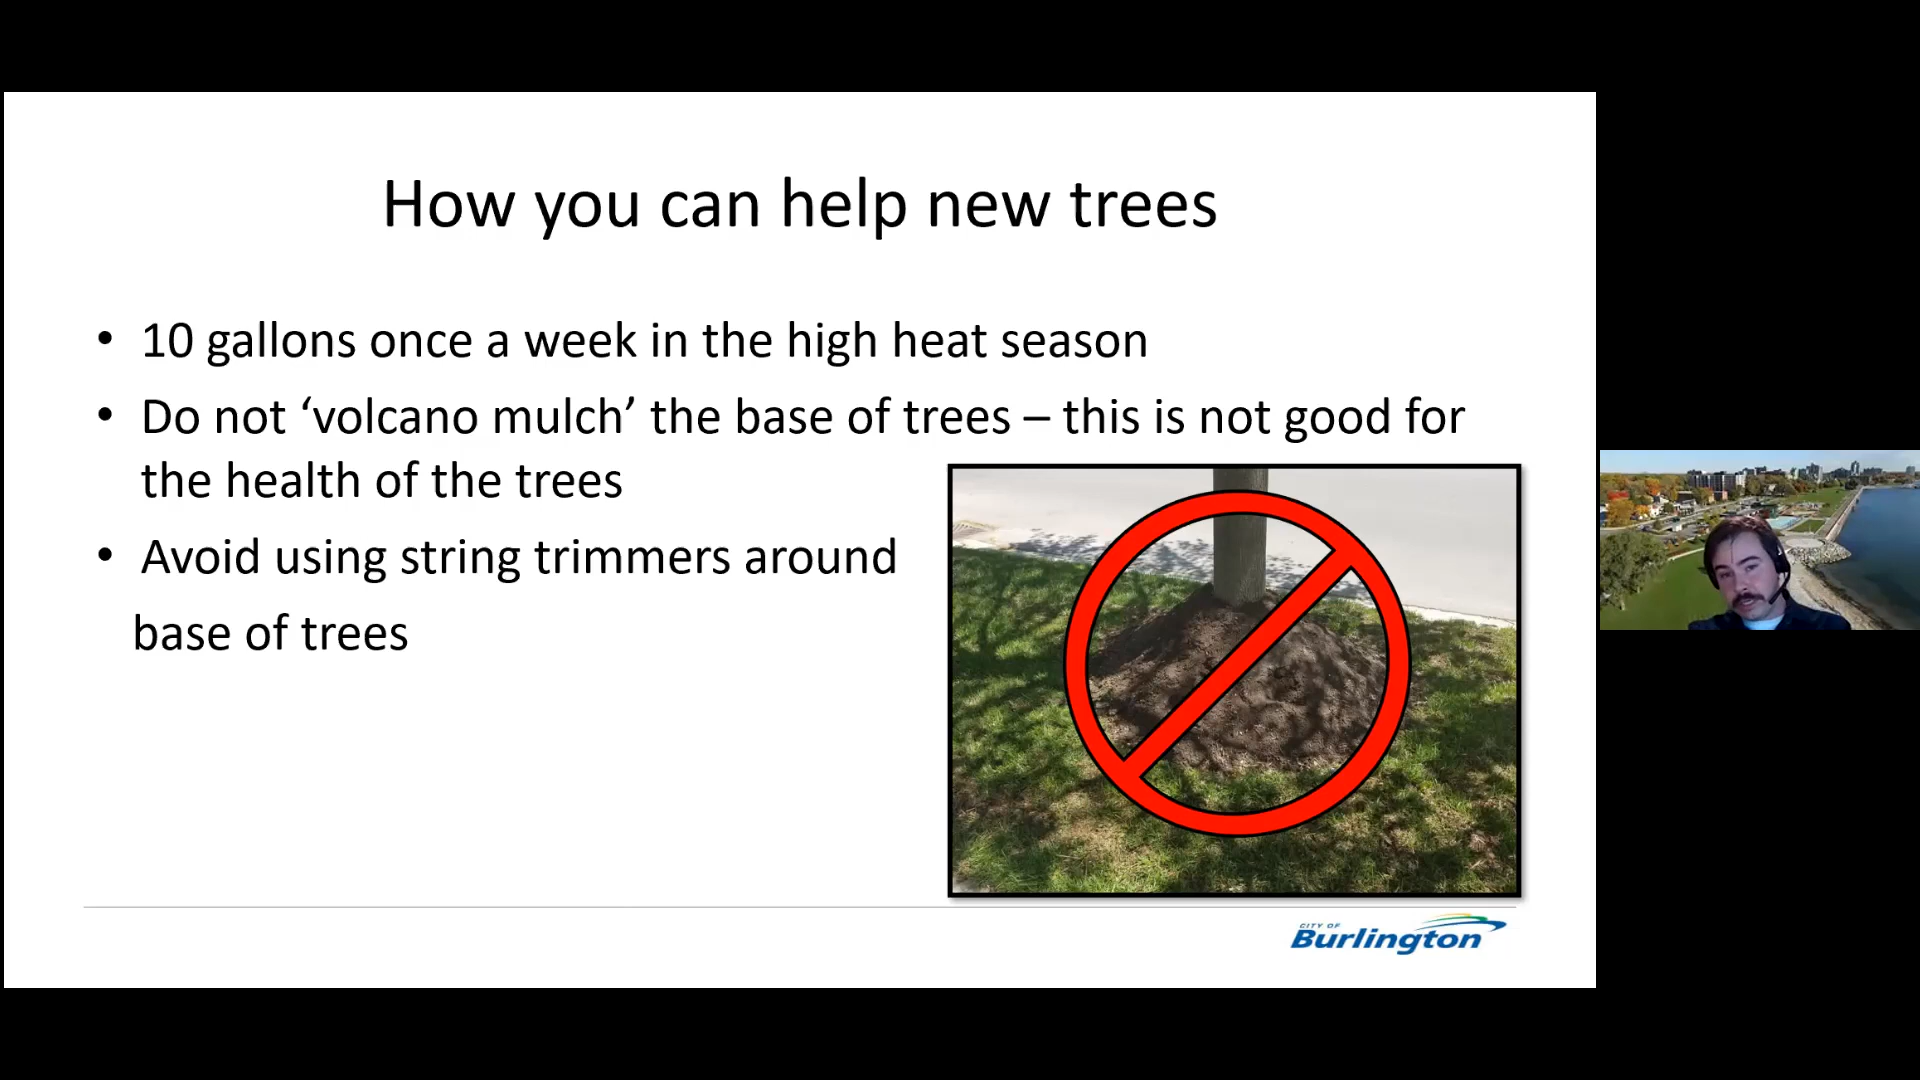 How you can help new trees
• 10 gallons once a week in the high heat season
• Do not ‘volcano mulch’ the base of trees – this is not good for
the health of the trees
• Avoid using string trimmers around
base of trees
CITY OF
Burlington